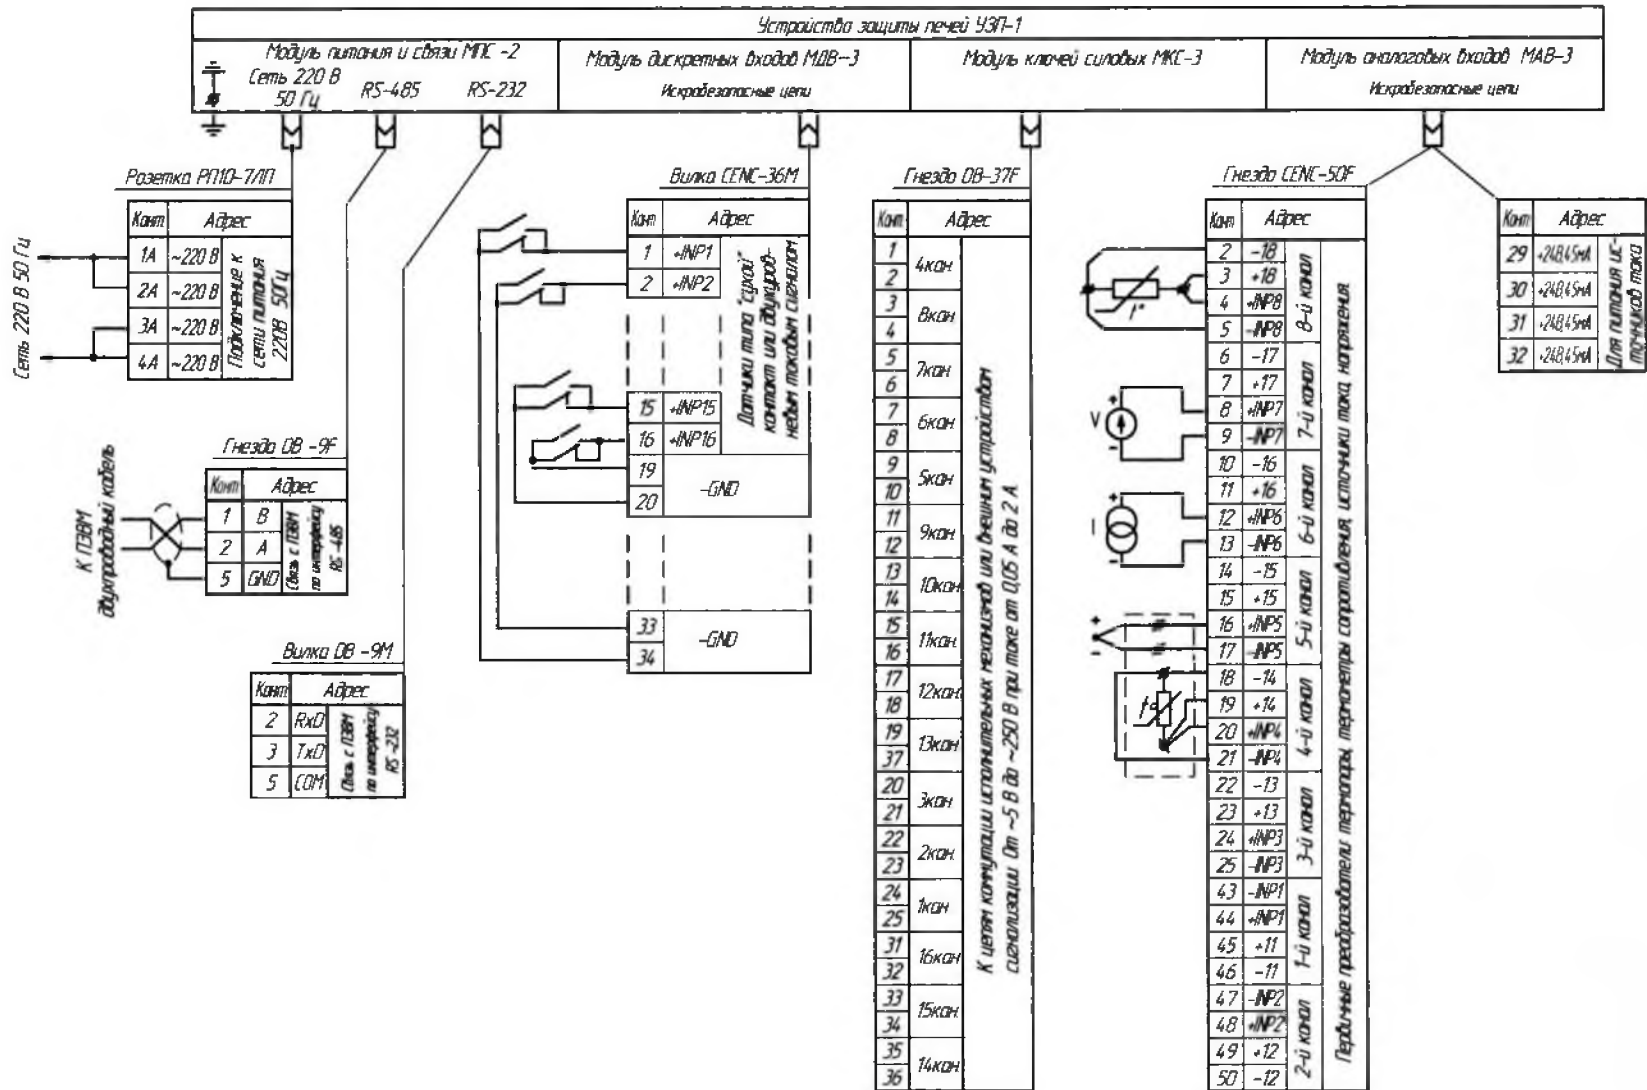 Устройство защиты печей УЗП-1
Модуль питания и связи МПС -2
Сеть 220 В
50 Гц
RS-485
RS-232
Модуль дискретных входов МДВ-3
Искробезопасные цепи
Модуль ключей силовых МКС-3
Модуль аналоговых входов МАВ-3
Искробезопасные цепи
Розетка РП10-7ЛП
Конт Адрес
1А ~220 В
2А ~220 В
3А ~220 В
4А ~220 В
Подключение к
сети питания
220В 50Гц
Сеть 220 В 50 Гц
Гнездо DB -9F
Конт Адрес
1 B
2 A
5 GND
Связь с ПЭВМ
по интерфейсу
RS -485
К ПЭВМ
двухпроводный кабель
Вилка DB -9M
Конт Адрес
2 RxD
3 TxD
5 COM
Связь с ПЭВМ
по интерфейсу
RS -232
Вилка CENC-36M
Конт Адрес
1 +INP1
2 +INP2
15 +INP15
16 +INP16
19
20
-GND
33
34
-GND
Датчики типа "сухой"
контакт или двухуров-
невым токовым сигналом
Гнездо DB-37F
Конт Адрес
1
2
4кан
3
4
8кан
5
6
7кан
7
8
6кан
9
10
5кан
11
12
9кан
13
14
10кан
15
16
11кан
17
18
12кан
19
37
13кан
20
21
3кан
22
23
2кан
24
25
1кан
31
32
16кан
33
34
15кан
35
36
14кан
К цепям коммутации исполнительных механизмов или внешним устройствам
сигнализации От ~5 В до ~250 В при токе от 0,05 А до 2 А
Гнездо CENC-50F
Конт Адрес
2 -18
3 +18
4 +INP8
5 -INP8
8-й канал
6 -17
7 +17
8 +INP7
9 -INP7
7-й канал
10 -16
11 +16
12 +INP6
13 -INP6
6-й канал
14 -15
15 +15
16 +INP5
17 -INP5
5-й канал
18 -14
19 +14
20 +INP4
21 -INP4
4-й канал
22 -13
23 +13
24 +INP3
25 -INP3
3-й канал
43 -INP1
44 +INP1
45 +11
46 -11
1-й канал
47 -INP2
48 +INP2
49 +12
50 -12
2-й канал
Первичные преобразователи: термопары, термометры сопротивления, источники тока, напряжения
t°
+
V
-
+
I
-
+
-
Конт Адрес
29 +24В,45мА
30 +24В,45мА
31 +24В,45мА
32 +24В,45мА
Для питания ис-
точников тока